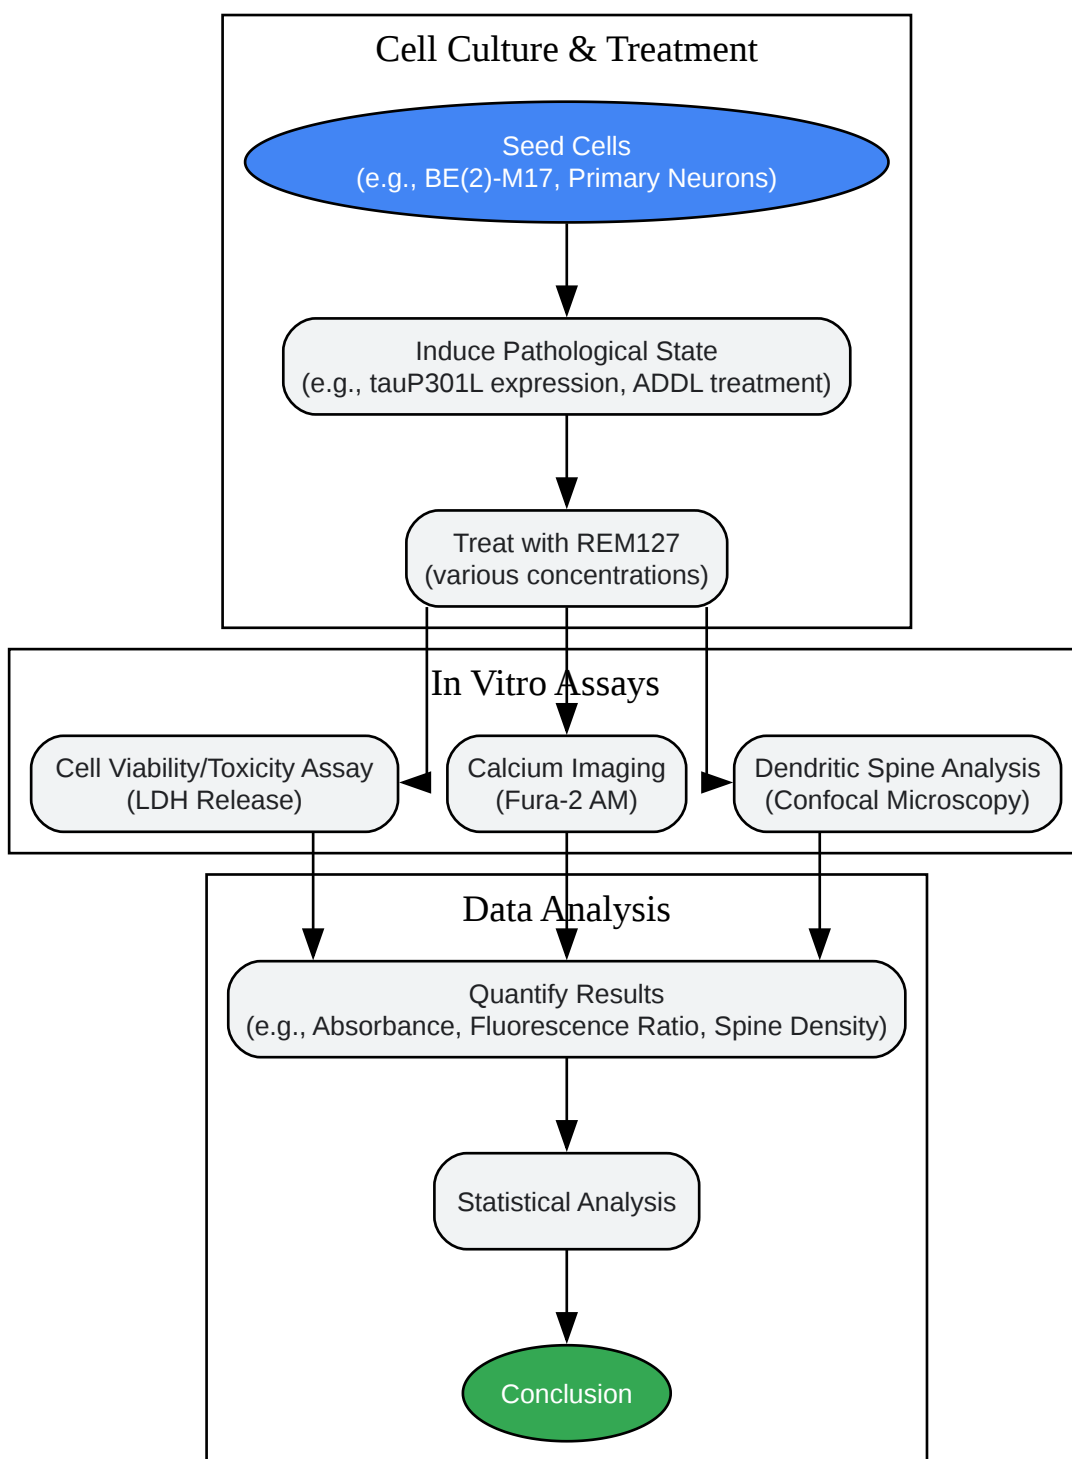 Cell Culture & Treatment
Seed Cells
(e.g., BE(2)-M17, Primary Neurons)
Induce Pathological State
(e.g., tauP301L expression, ADDL treatment)
Treat with REM127
(various concentrations)
In Vitro Assays
Cell Viability/Toxicity Assay
(LDH Release)
Calcium Imaging
(Fura-2 AM)
Dendritic Spine Analysis
(Confocal Microscopy)
Data Analysis
Quantify Results
(e.g., Absorbance, Fluorescence Ratio, Spine Density)
Statistical Analysis
Conclusion